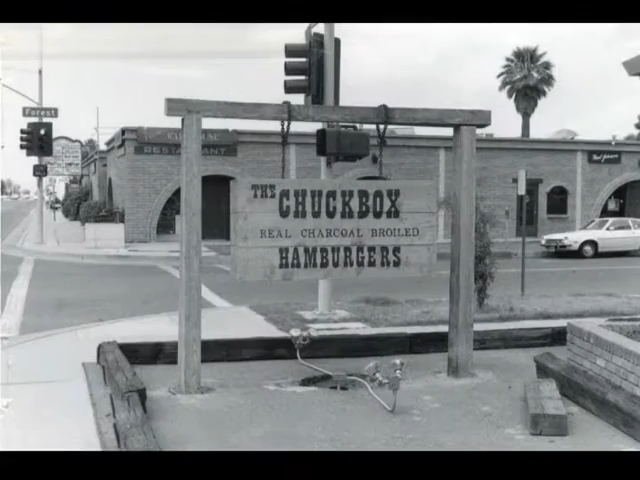 Forest
RESTAURANT
THE CHUCKBOX
REAL CHARCOAL BROILED
HAMBURGERS